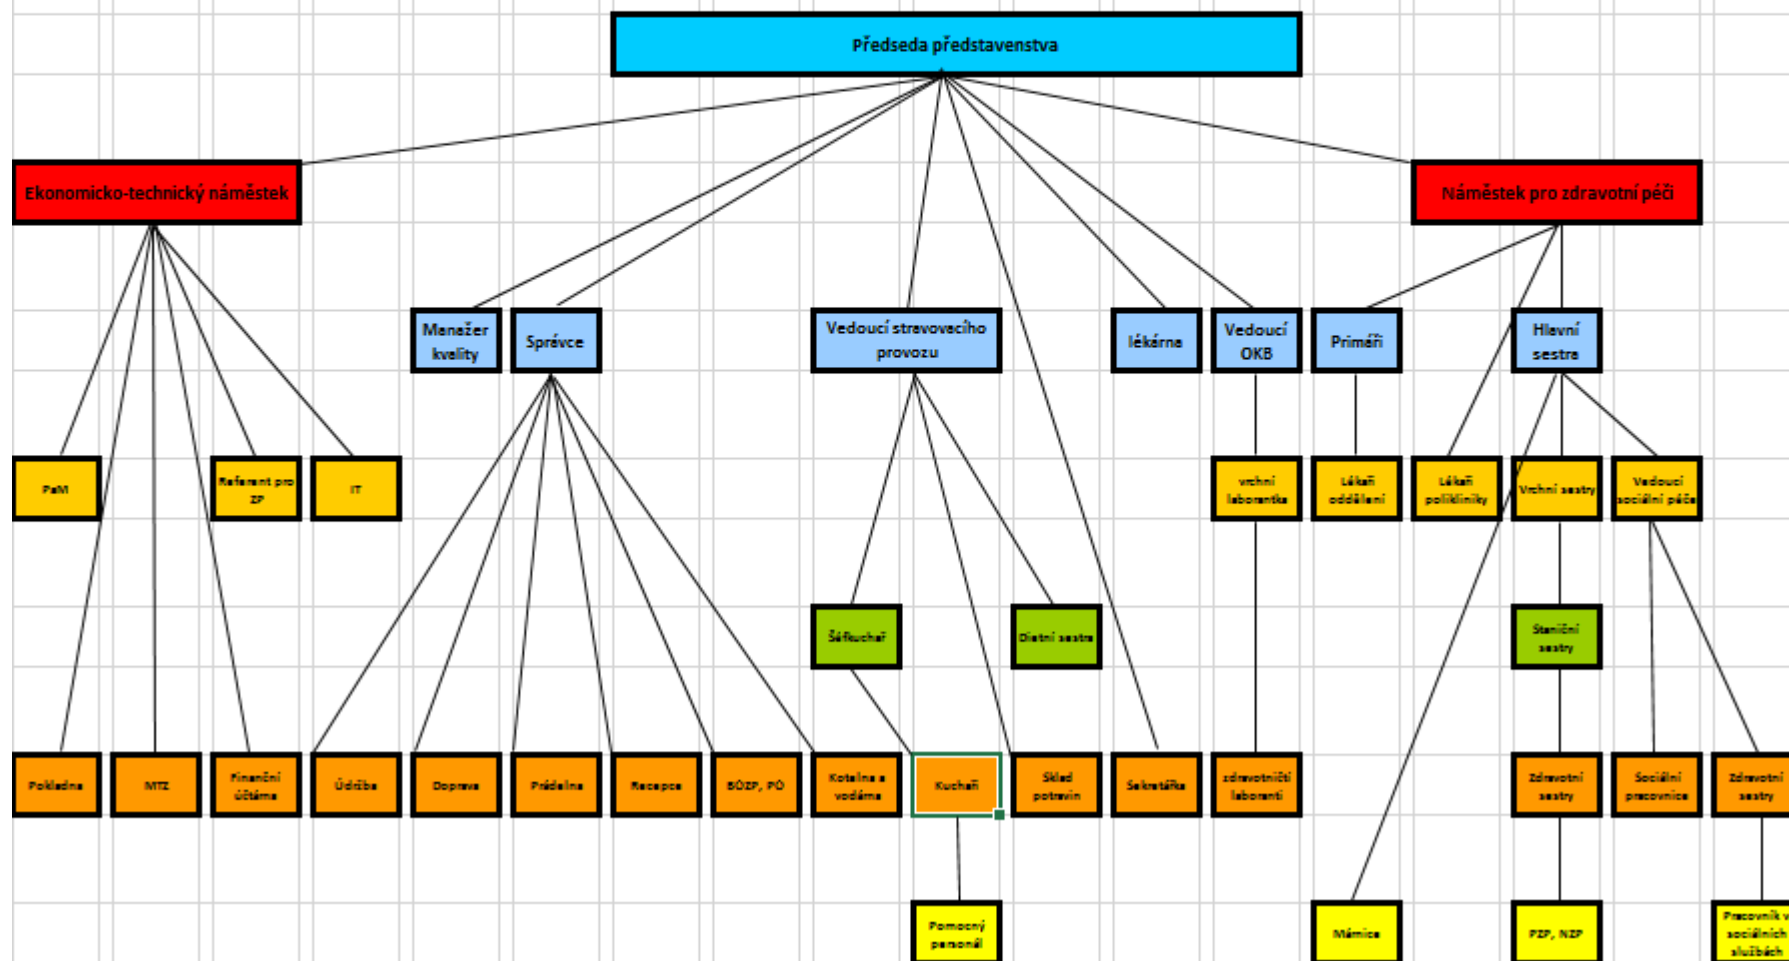 Předseda představenstva
Ekonomicko-technický náměstek
Náměstek pro zdravotní péči
Manažer
kvality
Správce
Vedoucí stravovacího
provozu
lékárna
Vedoucí
OKB
Primáři
Hlavní
sestra
PaM
Referent pro
ZP
IT
vrchní
laborantka
Lékaři
oddělení
Lékaři
polikliniky
Vrchní sestry
Vedoucí
sociální péče
Šéfkuchař
Dietní sestra
Staniční
sestry
Pokladna
MTZ
Finanční
účtárna
Údržba
Doprava
Prádelna
Recepce
BOZP, PO
Kotelna a
vodárna
Kuchaři
Sklad
potravin
Sekretářka
zdravotničtí
laboranti
Zdravotní
sestry
Sociální
pracovnice
Zdravotní
sestry
Pomocný
personál
Márnice
PZP, NZP
Pracovník v
sociálních
službách